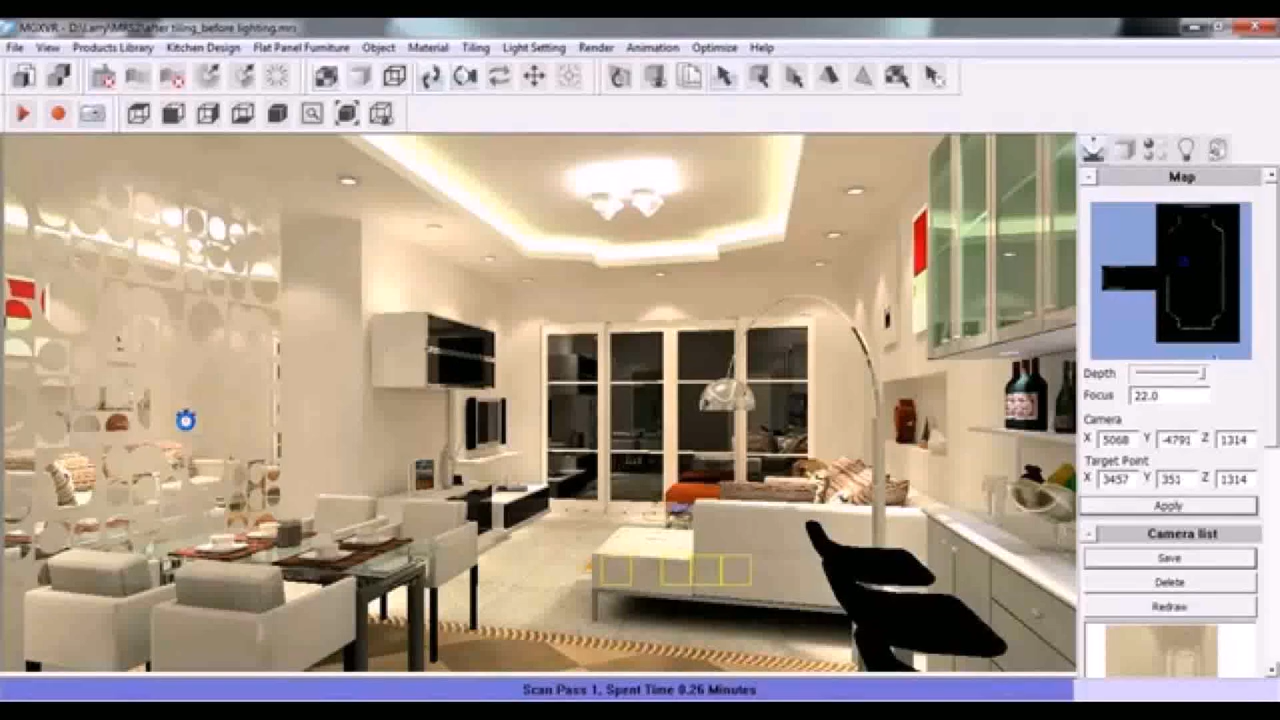 MGXVR - D:\Larry\MRS2\after tiling_before lighting.mrs
File View Products Library Kitchen Design Flat Panel Furniture Object Material Tiling Light Setting Render Animation Optimize Help
Map
Depth
Focus 22.0
Camera
X 5068 Y -4791 Z 1314
Target Point
X 3457 Y 351 Z 1314
Apply
Camera list
Save
Delete
Redraw
Scan Pass 1, Spent Time 0.26 Minutes